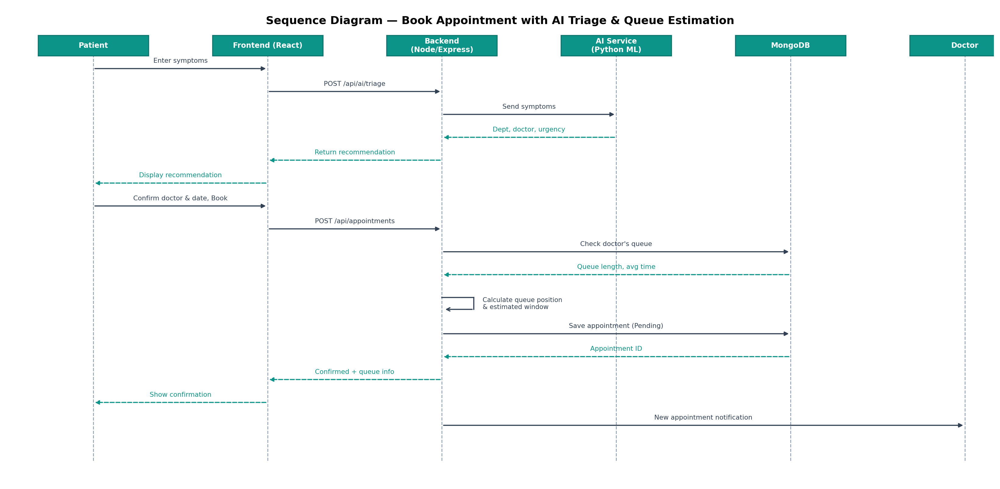 Sequence Diagram — Book Appointment with AI Triage & Queue Estimation
Patient
Frontend (React)
Backend
(Node/Express)
AI Service
(Python ML)
MongoDB
Doctor
Enter symptoms
POST /api/ai/triage
Send symptoms
Dept, doctor, urgency
Return recommendation
Display recommendation
Confirm doctor & date, Book
POST /api/appointments
Check doctor's queue
Queue length, avg time
Calculate queue position
& estimated window
Save appointment (Pending)
Appointment ID
Confirmed + queue info
Show confirmation
New appointment notification